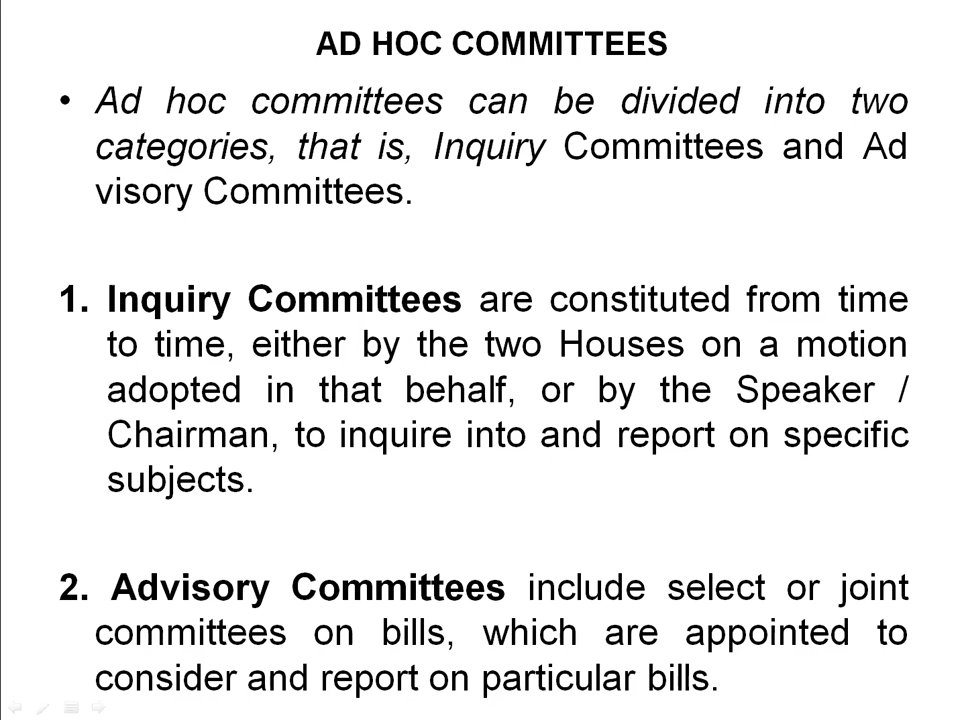 AD HOC COMMITTEES
• Ad hoc committees can be divided into two
categories, that is, Inquiry Committees and Ad
visory Committees.
1. Inquiry Committees are constituted from time
to time, either by the two Houses on a motion
adopted in that behalf, or by the Speaker /
Chairman, to inquire into and report on specific
subjects.
2. Advisory Committees include select or joint
committees on bills, which are appointed to
consider and report on particular bills.